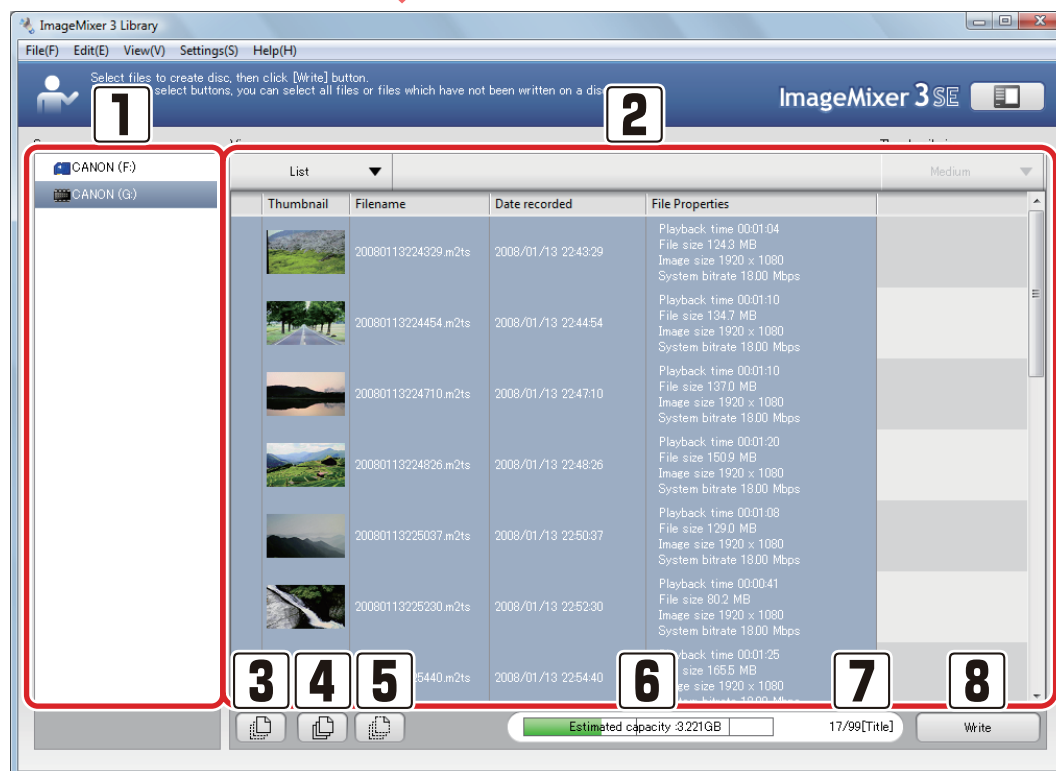 ImageMixer 3 Library
File(F) Edit(E) View(V) Settings(S) Help(H)
Select files to create disc, then click [Write] button.
select buttons, you can select all files or files which have not been written on a
ImageMixer 3 SE
1
2
CANON (F:)
CANON (G:)
List
Medium
Thumbnail Filename Date recorded File Properties
20080113224329.m2ts 2008/01/13 22:43:29
Playback time 00:01:04
File size 124.3 MB
Image size 1920 x 1080
System bitrate 18.00 Mbps
20080113224454.m2ts 2008/01/13 22:44:54
Playback time 00:01:10
File size 134.7 MB
Image size 1920 x 1080
System bitrate 18.00 Mbps
20080113224710.m2ts 2008/01/13 22:47:10
Playback time 00:01:10
File size 137.0 MB
Image size 1920 x 1080
System bitrate 18.00 Mbps
20080113224826.m2ts 2008/01/13 22:48:26
Playback time 00:01:20
File size 150.9 MB
Image size 1920 x 1080
System bitrate 18.00 Mbps
20080113225037.m2ts 2008/01/13 22:50:37
Playback time 00:01:08
File size 129.0 MB
Image size 1920 x 1080
System bitrate 18.00 Mbps
20080113225230.m2ts 2008/01/13 22:52:30
Playback time 00:00:41
File size 80.2 MB
Image size 1920 x 1080
System bitrate 18.00 Mbps
5440.m2ts 2008/01/13 22:54:40
time 00:01:25
size 165.5 MB
size 1920 x 1080
3 4 5 6 7 8
Estimated capacity :3.221GB
17/99[Title]
Write